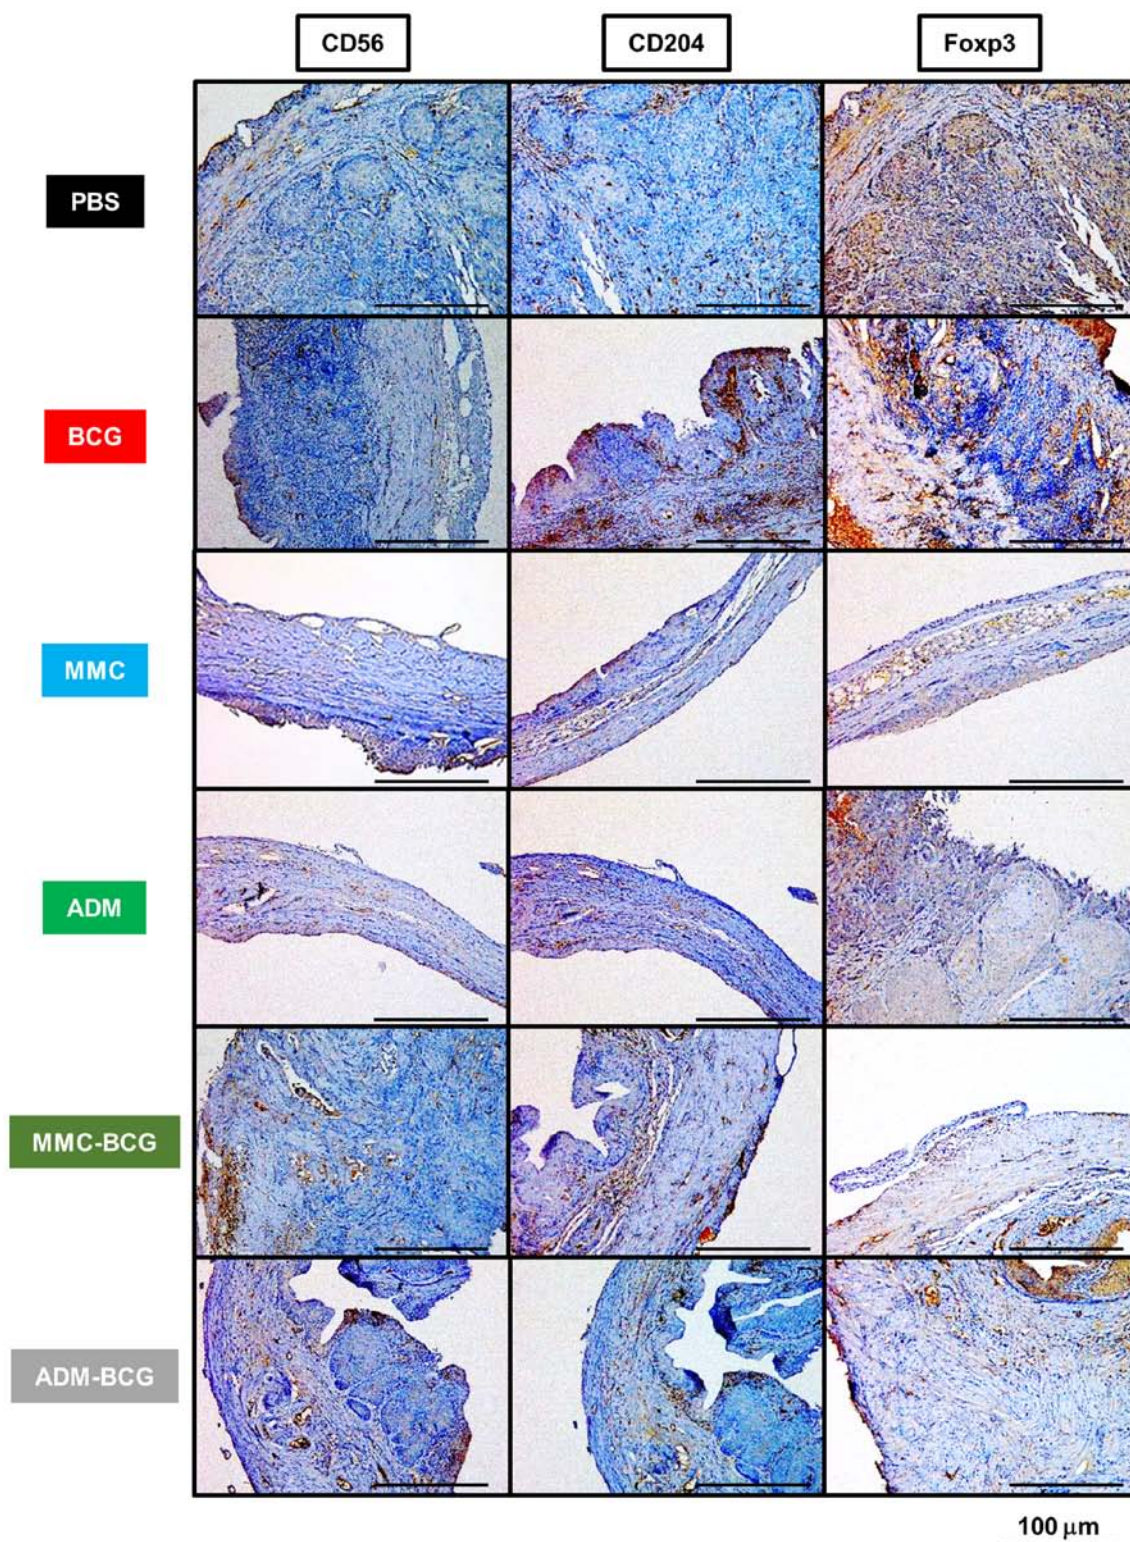 CD56 CD204 Foxp3
PBS
BCG
MMC
ADM
MMC-BCG
ADM-BCG
100 μm